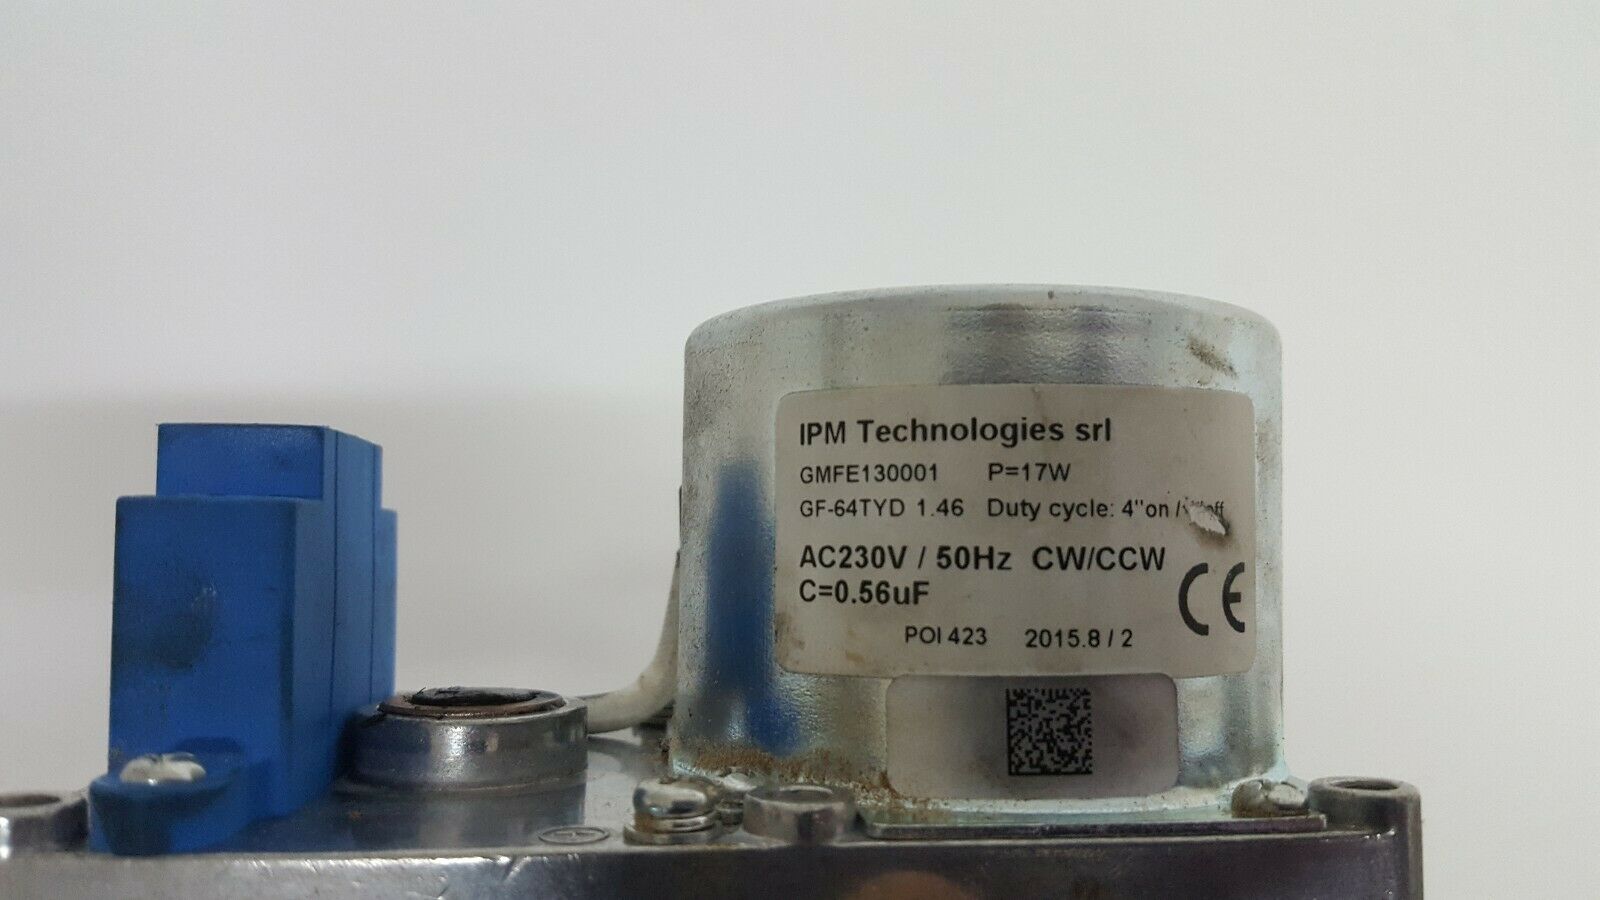 IPM Technologies srl
GMFE130001 P=17W
GF-64TYD 1.46 Duty cycle: 4"on / off
AC230V / 50Hz CW/CCW
C=0.56uF
CE
POI 423 2015.8 / 2